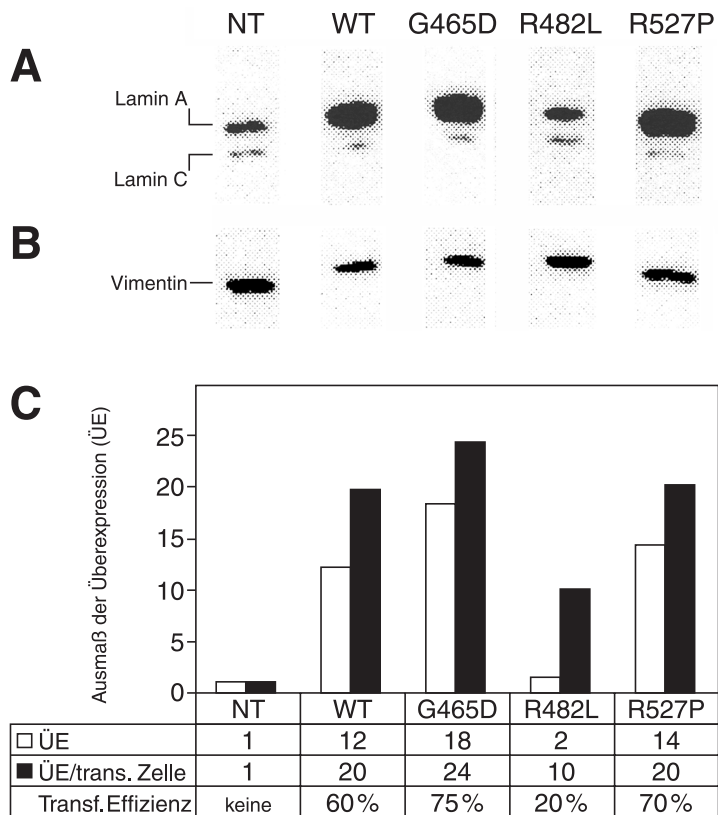 NT WT G465D R482L R527P
A
Lamin A
Lamin C
B
Vimentin
C
Ausmaß der Überexpression (ÜE)
25
20
15
10
5
0
NT WT G465D R482L R527P
ÜE 1 12 18 2 14
ÜE/trans. Zelle 1 20 24 10 20
Transf.Effizienz keine 60% 75% 20% 70%